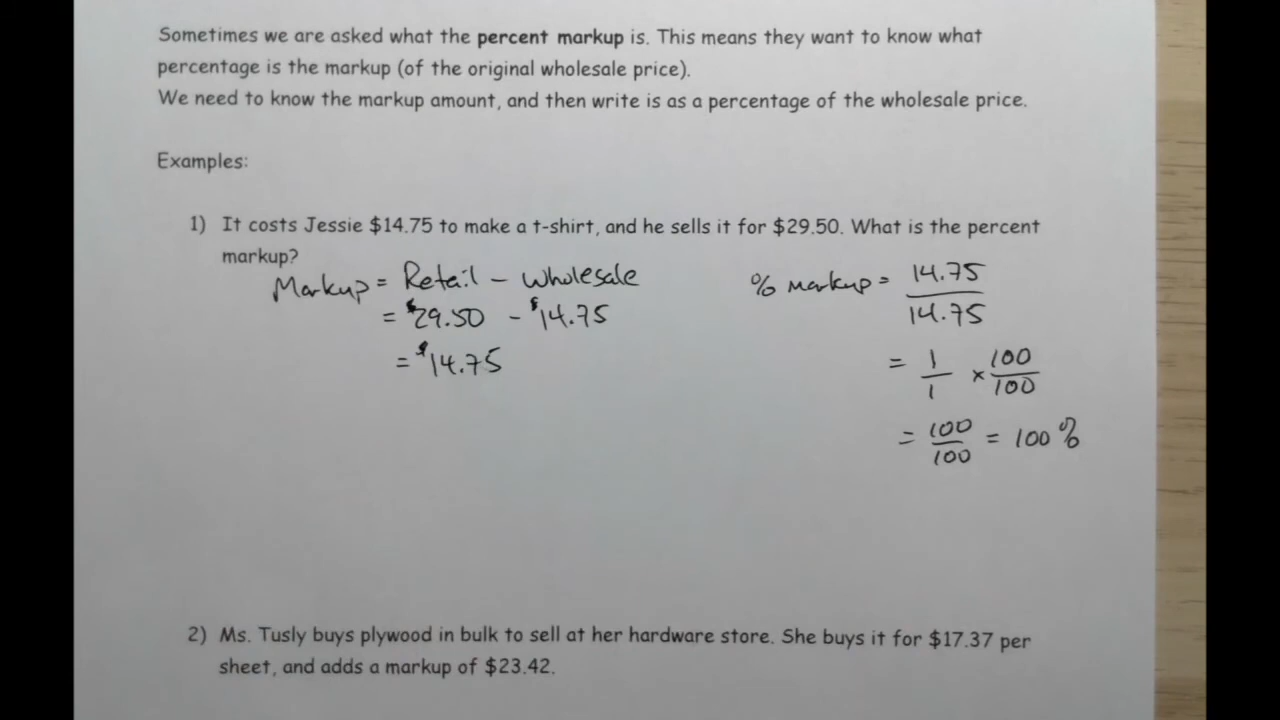 Sometimes we are asked what the percent markup is. This means they want to know what
percentage is the markup (of the original wholesale price).
We need to know the markup amount, and then write is as a percentage of the wholesale price.
Examples:
1) It costs Jessie $14.75 to make a t-shirt, and he sells it for $29.50. What is the percent
markup?
Markup = Retail - Wholesale
= $29.50 - $14.75
= $14.75
% markup = 14.75
14.75
= 1 × 100
1 100
= 100 = 100%
100
2) Ms. Tusly buys plywood in bulk to sell at her hardware store. She buys it for $17.37 per
sheet, and adds a markup of $23.42.